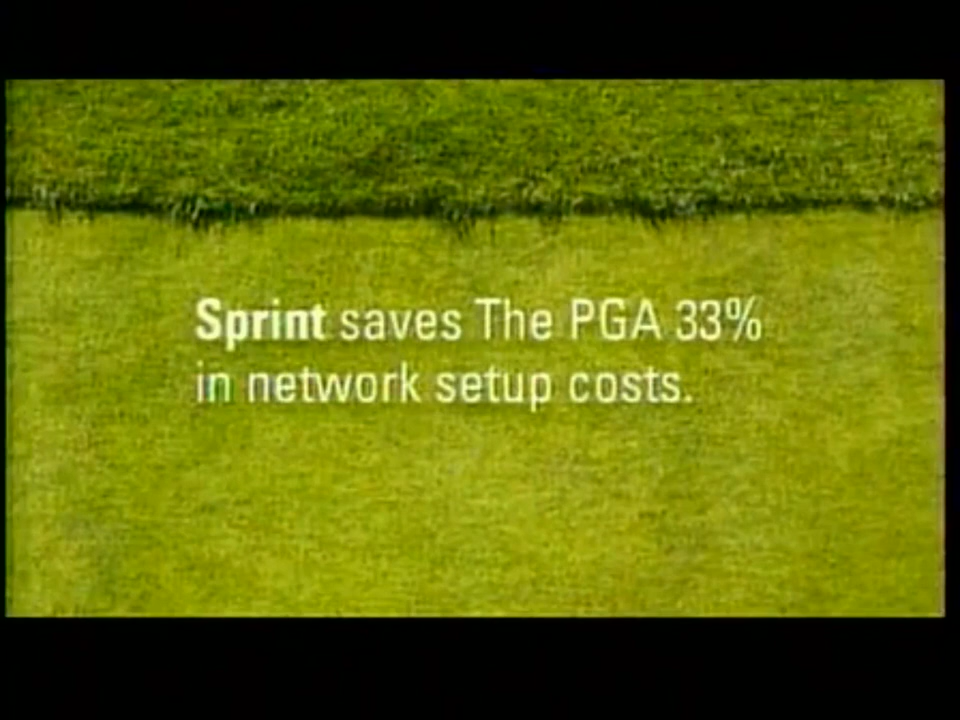 Sprint saves The PGA 33%
in network setup costs.